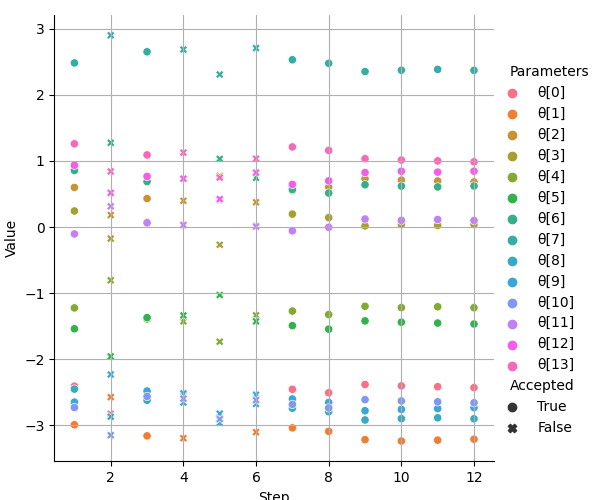 3
2
1
0
−1
−2
−3
Value
2
4
6
8
10
12
Step
Parameters
θ[0]
θ[1]
θ[2]
θ[3]
θ[4]
θ[5]
θ[6]
θ[7]
θ[8]
θ[9]
θ[10]
θ[11]
θ[12]
θ[13]
Accepted
True
False